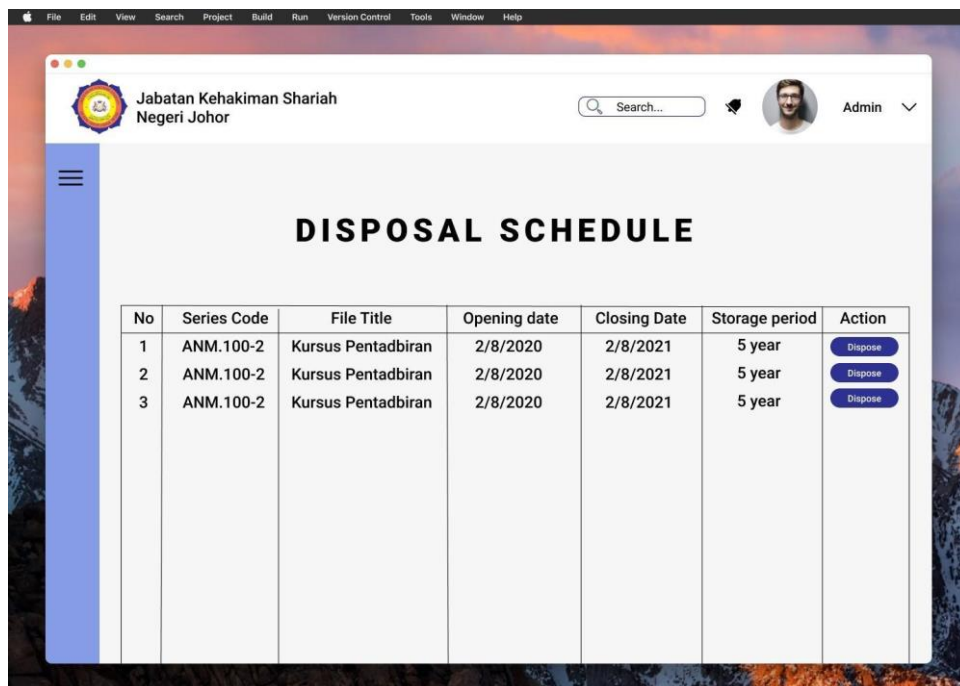 File Edit View Search Project Build Run Version Control Tools Window Help
Jabatan Kehakiman Shariah
Negeri Johor
Search...
Admin
DISPOSAL SCHEDULE
No Series Code File Title Opening date Closing Date Storage period Action
1 ANM.100-2 Kursus Pentadbiran 2/8/2020 2/8/2021 5 year Dispose
2 ANM.100-2 Kursus Pentadbiran 2/8/2020 2/8/2021 5 year Dispose
3 ANM.100-2 Kursus Pentadbiran 2/8/2020 2/8/2021 5 year Dispose